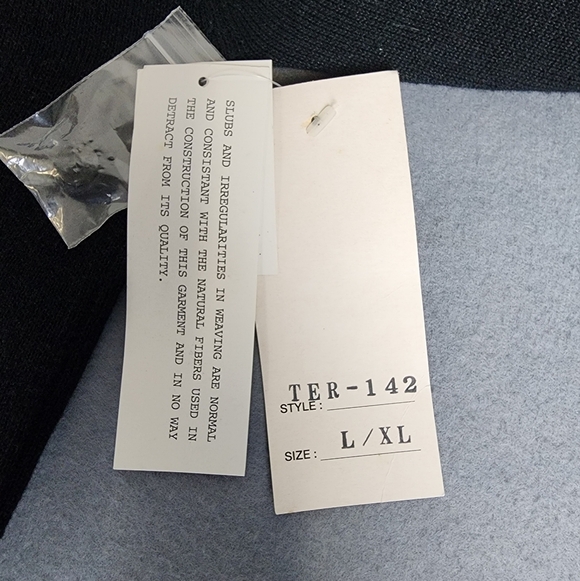 SLUBS AND IRREGULARITIES IN WEAVING ARE NORMAL
AND CONSISTANT WITH THE NATURAL FIBERS USED IN
THE CONSTRUCTION OF THIS GARMENT AND IN NO WAY
DETRACT FROM ITS QUALITY.
TER-142
STYLE:
L/XL
SIZE: